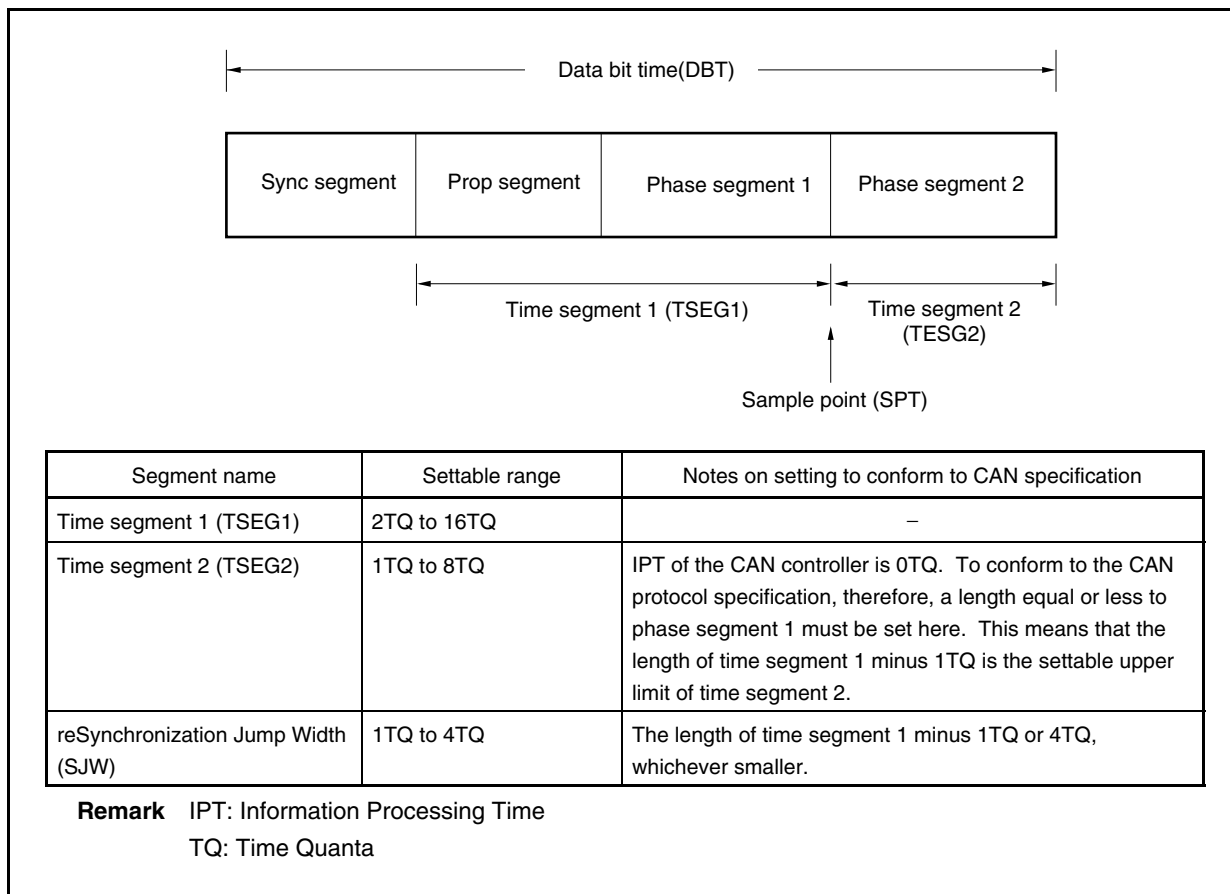 Data bit time(DBT)
Sync segment
Prop segment
Phase segment 1
Phase segment 2
Time segment 1 (TSEG1)
Time segment 2
(TESG2)
Sample point (SPT)
Segment name
Settable range
Notes on setting to conform to CAN specification
Time segment 1 (TSEG1)
2TQ to 16TQ
–
Time segment 2 (TSEG2)
1TQ to 8TQ
IPT of the CAN controller is 0TQ. To conform to the CAN
protocol specification, therefore, a length equal or less to
phase segment 1 must be set here. This means that the
length of time segment 1 minus 1TQ is the settable upper
limit of time segment 2.
reSynchronization Jump Width
(SJW)
1TQ to 4TQ
The length of time segment 1 minus 1TQ or 4TQ,
whichever smaller.
Remark IPT: Information Processing Time
TQ: Time Quanta